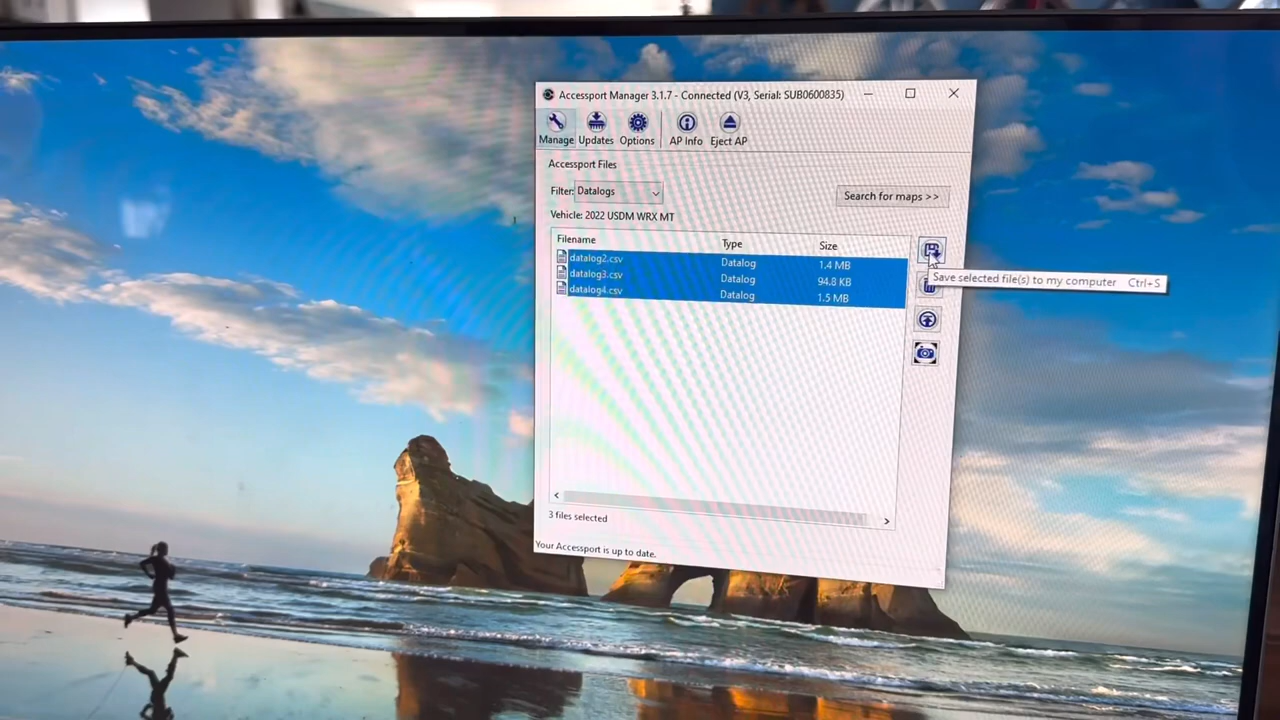 Accessport Manager 3.1.7 - Connected (V3, Serial: SUB0600835)
Manage Updates Options AP Info Eject AP
Accessport Files
Filter: Datalogs
Search for maps >>
Vehicle: 2022 USDM WRX MT
Filename Type Size
datalog2.csv Datalog 1.4 MB
datalog3.csv Datalog 94.8 KB
datalog4.csv Datalog 1.5 MB
Save selected file(s) to my computer Ctrl+S
3 files selected
Your Accessport is up to date.